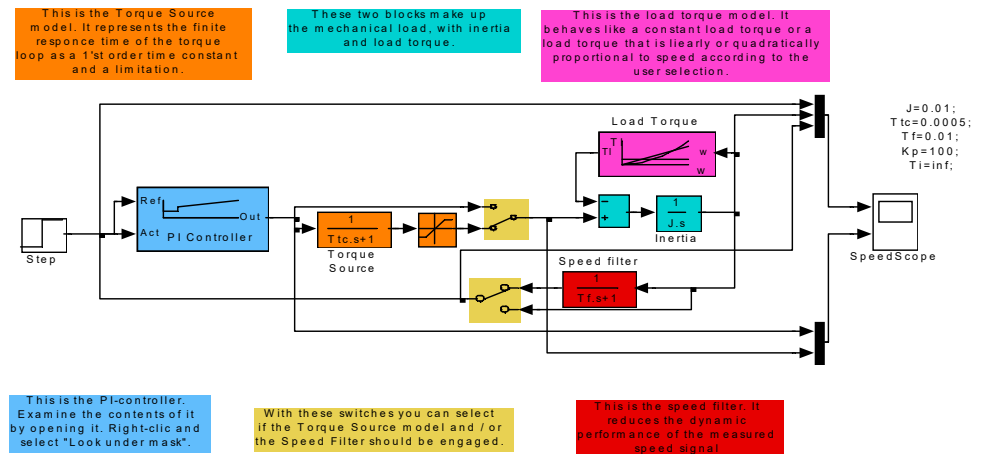 This is the Torque Source
model. It represents the finite
responce time of the torque
loop as a 1'st order time constant
and a limitation.
These two blocks make up
the mechanical load, with inertia
and load torque.
This is the load torque model. It
behaves like a constant load torque or a
load torque that is liearly or quadratically
proportional to speed according to the
user selection.
J=0.01;
Ttc=0.0005;
Tf=0.01;
Kp=100;
Ti=inf;
Load Torque
T
Tl
w
w
Ref
Out
Act
PI Controller
Step
1
Ttc.s+1
Torque
Source
−
+
1
J.s
Inertia
SpeedScope
Speed filter
1
Tf.s+1
This is the PI-controller.
Examine the contents of it
by opening it. Right-clic and
select "Look under mask".
With these switches you can select
if the Torque Source model and / or
the Speed Filter should be engaged.
This is the speed filter. It
reduces the dynamic
performance of the measured
speed signal